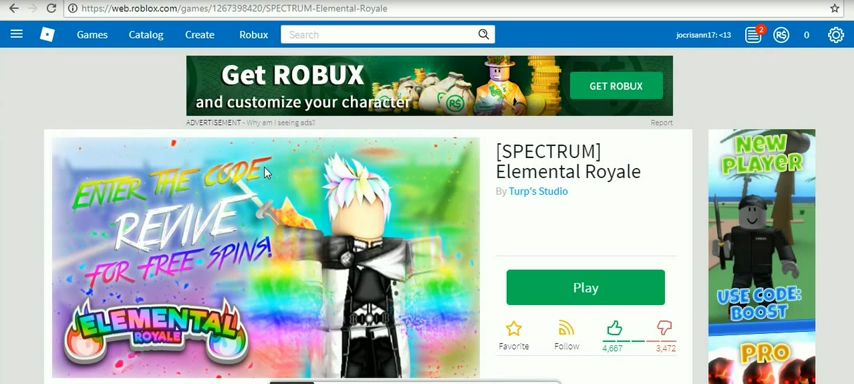 https://web.roblox.com/games/1267398420/SPECTRUM-Elemental-Royale
Games Catalog Create Robux Search jocrisann17: <13 2 R$ 0
Get ROBUX
and customize your character
GET ROBUX
ADVERTISEMENT - Why am I seeing ads?
Report
ENTER THE CODE
REVIVE
FOR FREE SPINS!
ELEMENTAL
ROYALE
[SPECTRUM]
Elemental Royale
By Turp's Studio
Play
Favorite Follow 4,667 3,472
NEW
PLAYER
USE CODE:
BOOST
PRO